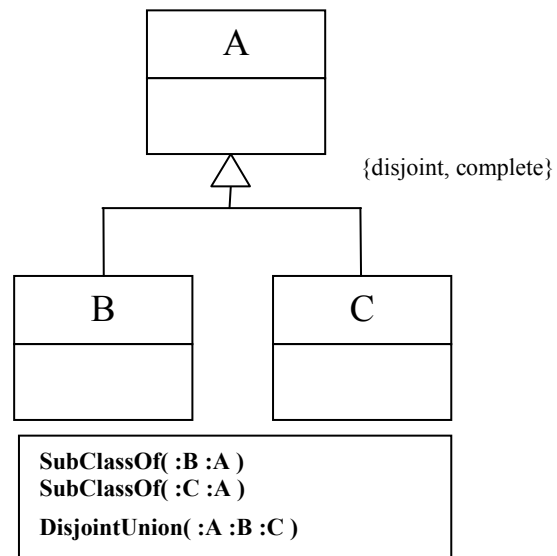 A
{disjoint, complete}
B
C
SubClassOf( :B :A )
SubClassOf( :C :A )
DisjointUnion( :A :B :C )